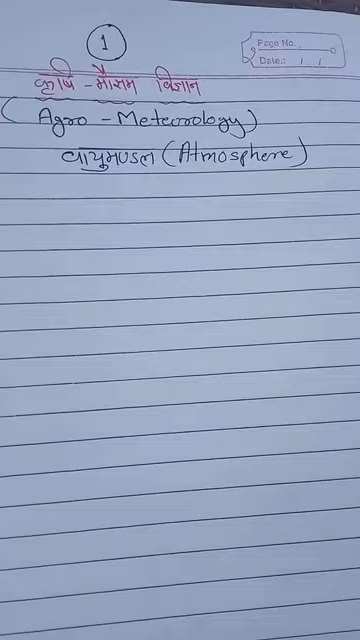 1
Page No.
Date: / /
कृषि - मौसम विज्ञान
(Agro - Meteorology)
वायुमण्डल (Atmosphere)